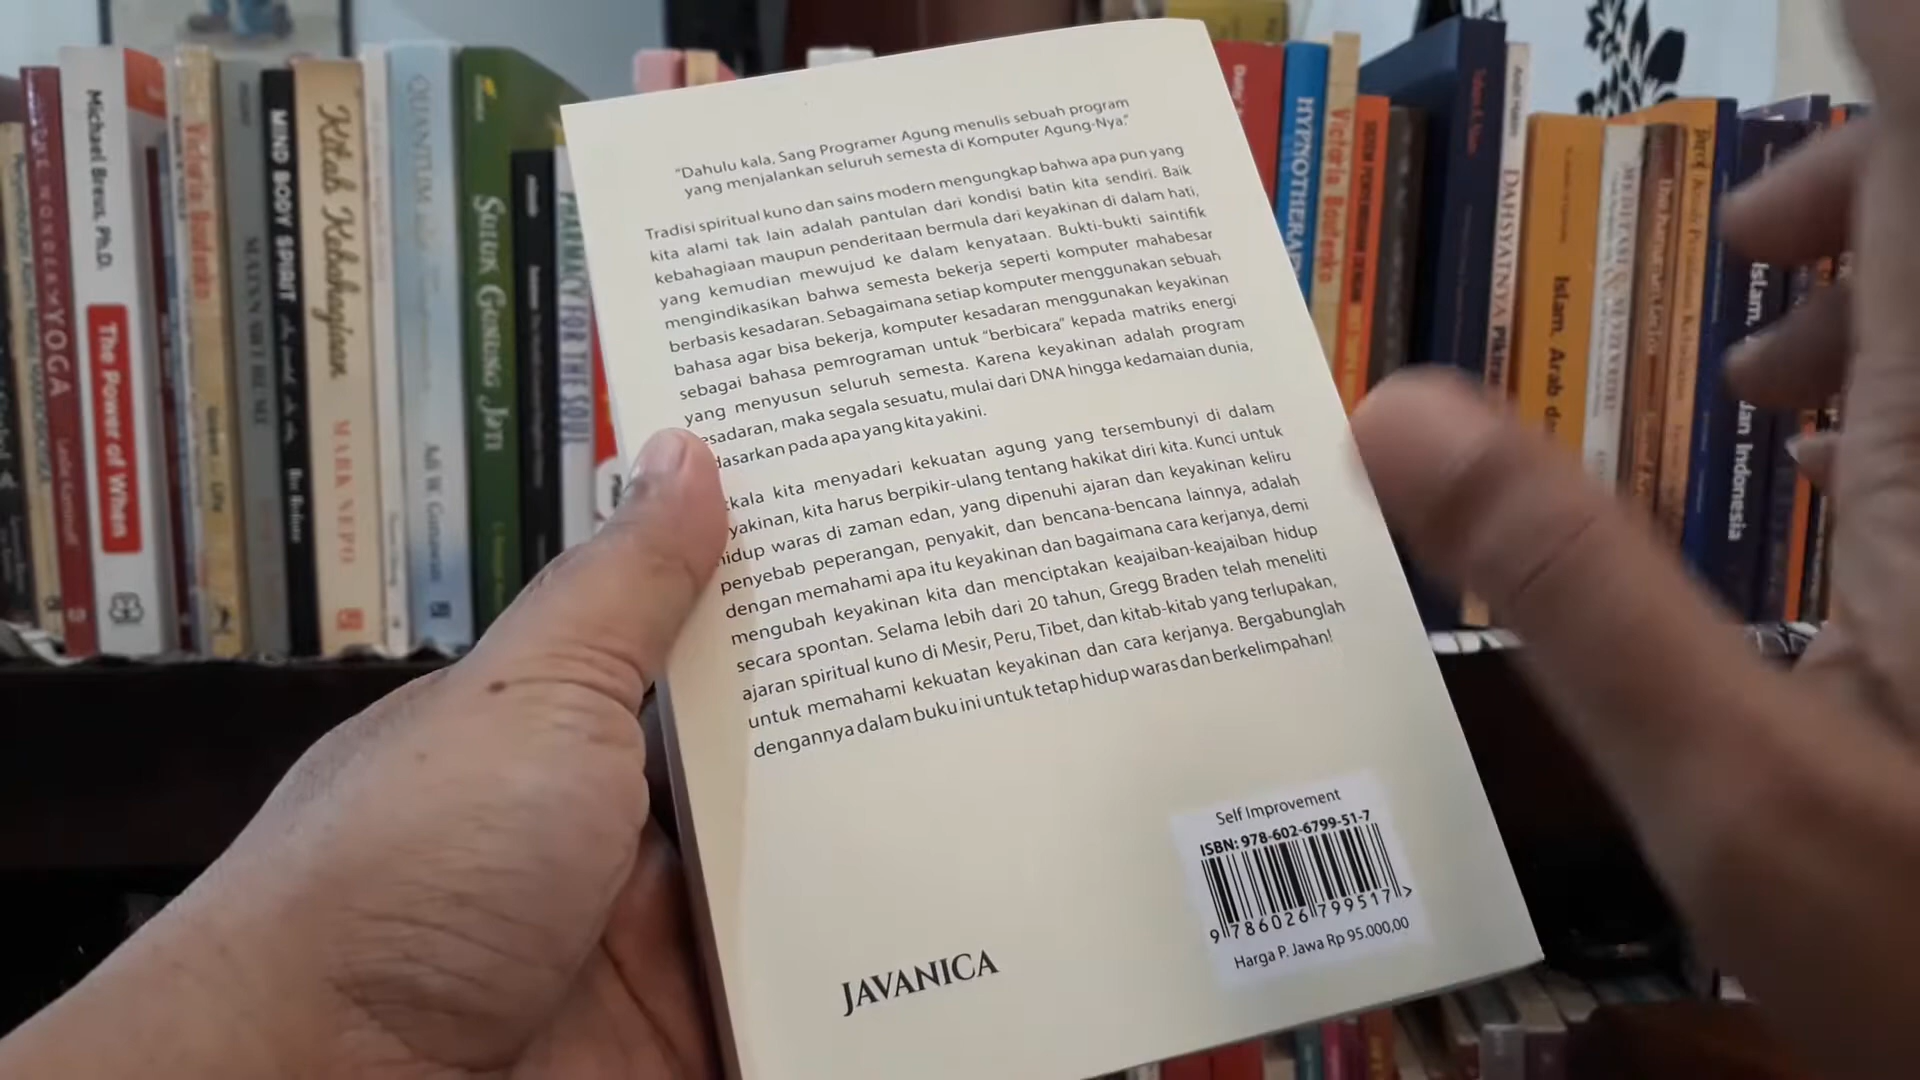 "Dahulu kala, Sang Programer Agung menulis sebuah program
yang menjalankan seluruh semesta di Komputer Agung-Nya."
Tradisi spiritual kuno dan sains modern mengungkap bahwa apa pun yang
kita alami tak lain adalah pantulan dari kondisi batin kita sendiri. Baik
kebahagiaan maupun penderitaan bermula dari keyakinan di dalam hati,
yang kemudian mewujud ke dalam kenyataan. Bukti-bukti saintifik
mengindikasikan bahwa semesta bekerja seperti komputer mahabesar
berbasis kesadaran. Sebagaimana setiap komputer menggunakan sebuah
bahasa agar bisa bekerja, komputer kesadaran menggunakan keyakinan
sebagai bahasa pemrograman untuk "berbicara" kepada matriks energi
yang menyusun seluruh semesta. Karena keyakinan adalah program
esadaran, maka segala sesuatu, mulai dari DNA hingga kedamaian dunia,
dasarkan pada apa yang kita yakini.
kala kita menyadari kekuatan agung yang tersembunyi di dalam
yakinan, kita harus berpikir-ulang tentang hakikat diri kita. Kunci untuk
hidup waras di zaman edan, yang dipenuhi ajaran dan keyakinan keliru
penyebab peperangan, penyakit, dan bencana-bencana lainnya, adalah
dengan memahami apa itu keyakinan dan bagaimana cara kerjanya, demi
mengubah keyakinan kita dan menciptakan keajaiban-keajaiban hidup
secara spontan. Selama lebih dari 20 tahun, Gregg Braden telah meneliti
ajaran spiritual kuno di Mesir, Peru, Tibet, dan kitab-kitab yang terlupakan,
untuk memahami kekuatan keyakinan dan cara kerjanya. Bergabunglah
dengannya dalam buku ini untuk tetap hidup waras dan berkelimpahan!
Self Improvement
ISBN: 978-602-6799-51-7
9 786026 799517 >
Harga P. Jawa Rp 95.000,00
JAVANICA
YOGA
Michael Breus, Ph.D.
The Power of When
Victoria Boutenko
MIND BODY SPIRIT
Kitab Kebahagiaan
MARK NEPO
QUANTUM
Adi W. Gunawan
SULUK GUNUNG JATI
PHARMACY FOR THE SOUL
HYPNOTHERAPY
Victoria Boutenko
DAHSYATNYA
Islam, Arab
Islam,
dan Indonesia